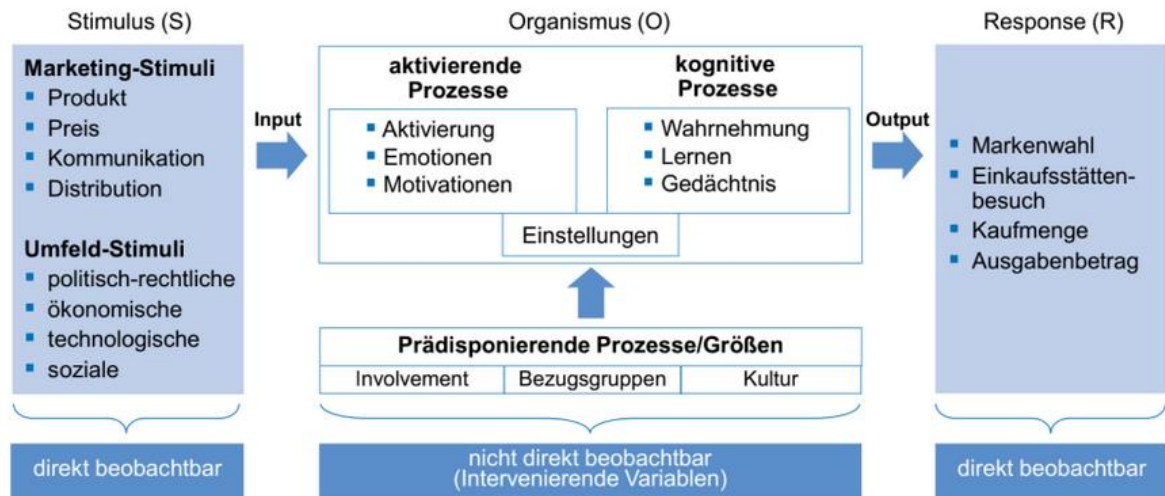 Stimulus (S)
Organismus (O)
Response (R)
Marketing-Stimuli
Produkt
Preis
Kommunikation
Distribution
Umfeld-Stimuli
politisch-rechtliche
ökonomische
technologische
soziale
Input
aktivierende
Prozesse
Aktivierung
Emotionen
Motivationen
kognitive
Prozesse
Wahrnehmung
Lernen
Gedächtnis
Einstellungen
Prädisponierende Prozesse/Größen
Involvement
Bezugsgruppen
Kultur
Output
Markenwahl
Einkaufsstätten-
besuch
Kaufmenge
Ausgabenbetrag
direkt beobachtbar
nicht direkt beobachtbar
(Intervenierende Variablen)
direkt beobachtbar